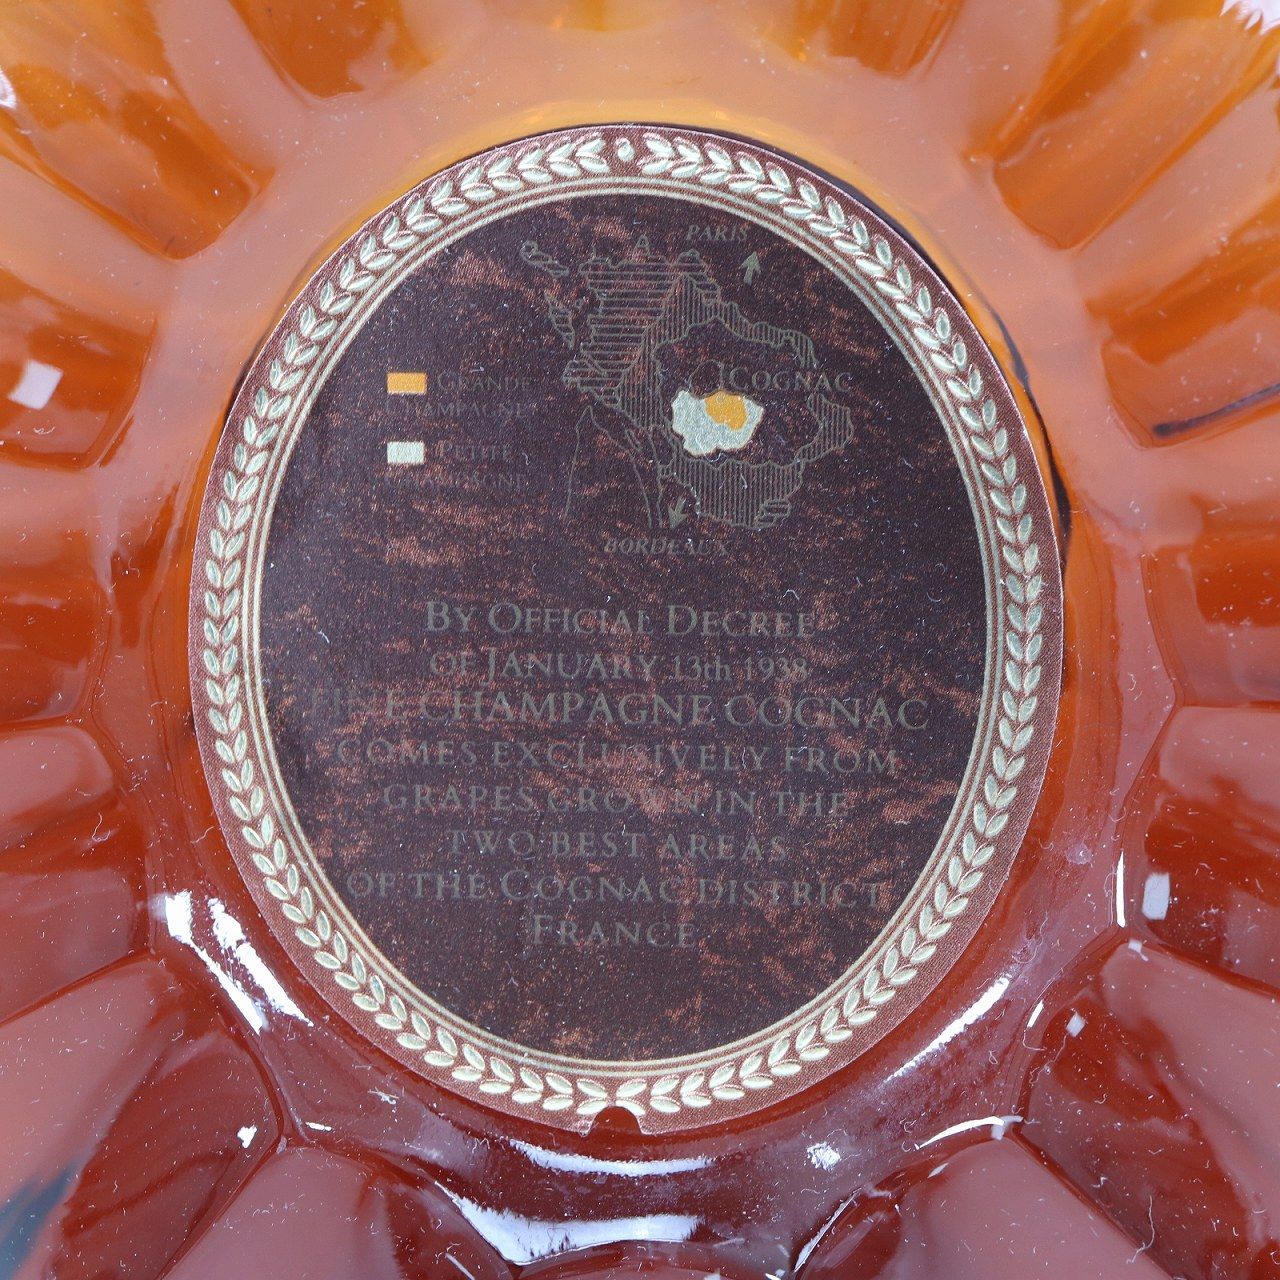 PARIS
COGNAC
GRANDE
CHAMPAGNE
PETITE
CHAMPAGNE
BORDEAUX
BY OFFICIAL DECREE
OF JANUARY 13th 1938
FINE CHAMPAGNE COGNAC
COMES EXCLUSIVELY FROM
GRAPES GROWN IN THE
TWO BEST AREAS
OF THE COGNAC DISTRICT
FRANCE